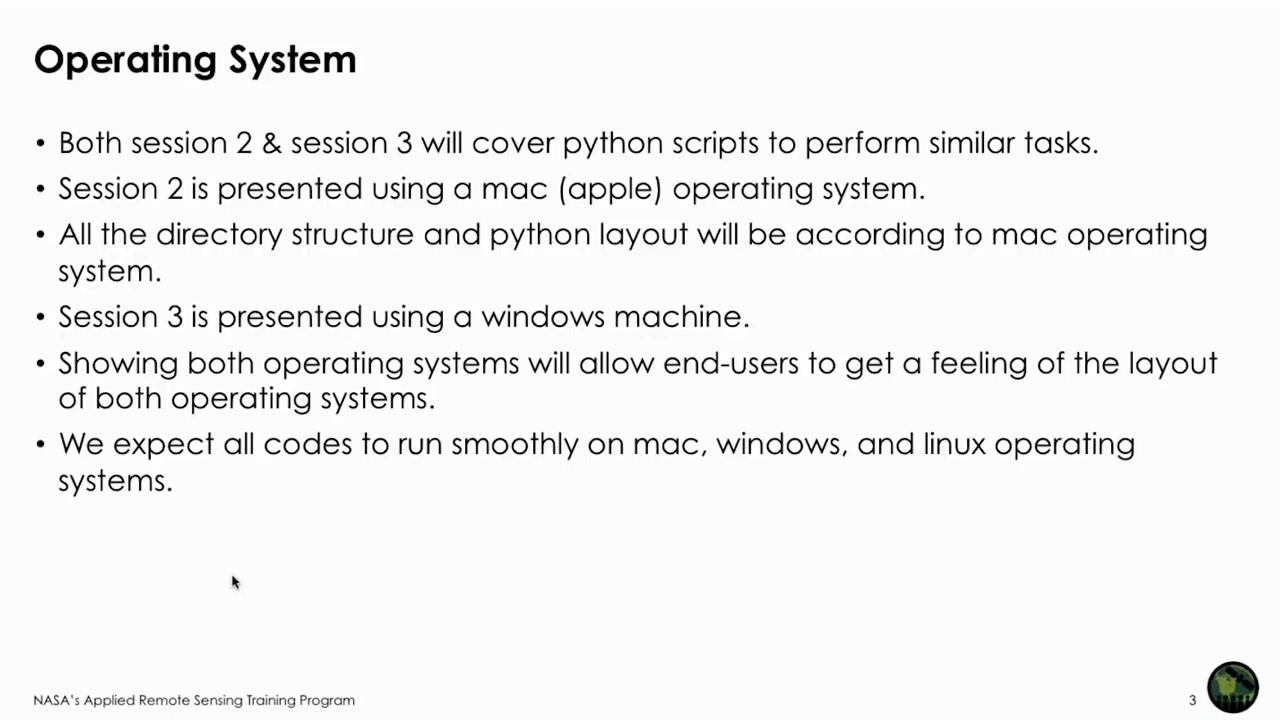 Operating System
• Both session 2 & session 3 will cover python scripts to perform similar tasks.
• Session 2 is presented using a mac (apple) operating system.
• All the directory structure and python layout will be according to mac operating
system.
• Session 3 is presented using a windows machine.
• Showing both operating systems will allow end-users to get a feeling of the layout
of both operating systems.
• We expect all codes to run smoothly on mac, windows, and linux operating
systems.
NASA's Applied Remote Sensing Training Program
3